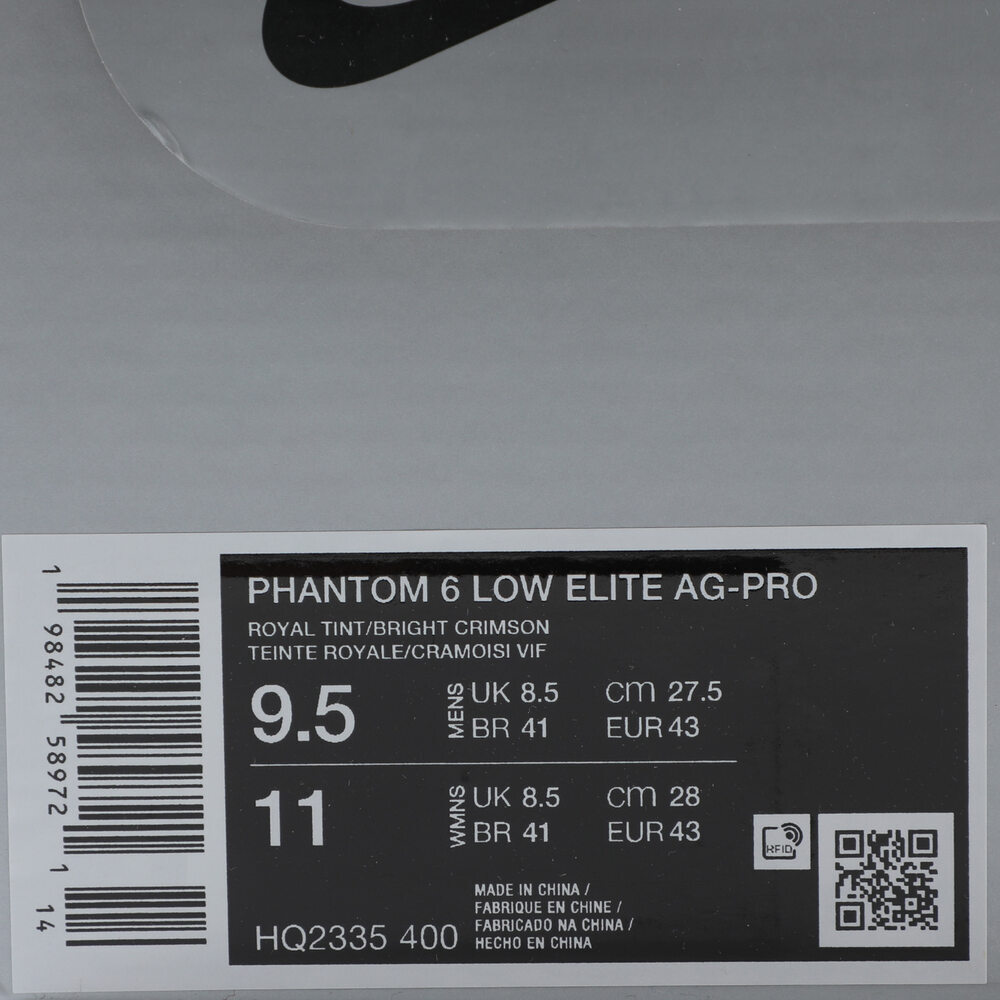 PHANTOM 6 LOW ELITE AG-PRO
ROYAL TINT/BRIGHT CRIMSON
TEINTE ROYALE/CRAMOISI VIF
9.5 MENS UK 8.5 cm 27.5
BR 41 EUR 43
11 WMNS UK 8.5 cm 28
BR 41 EUR 43
RFID
MADE IN CHINA /
FABRIQUE EN CHINE /
FABRICADO NA CHINA /
HECHO EN CHINA
HQ2335 400
1 98482 58972 1 14